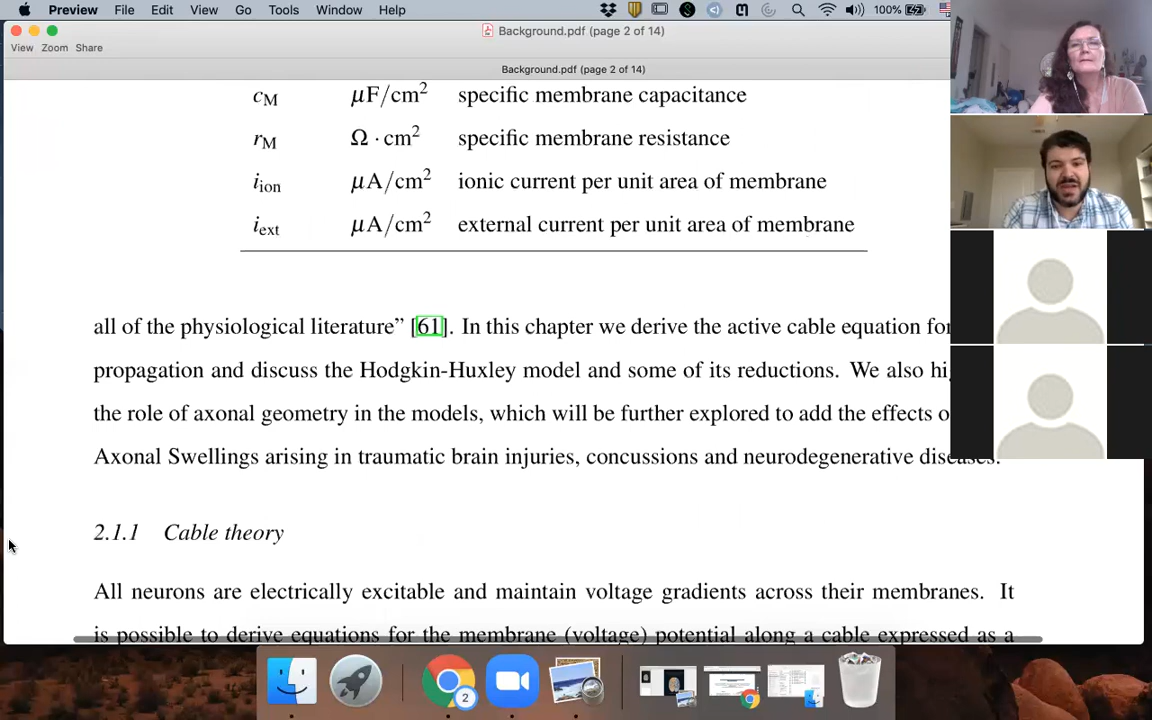 Preview File Edit View Go Tools Window Help 100%
Background.pdf (page 2 of 14)
View Zoom Share
Background.pdf (page 2 of 14)
cM μF/cm² specific membrane capacitance
rM Ω · cm² specific membrane resistance
iion μA/cm² ionic current per unit area of membrane
iext μA/cm² external current per unit area of membrane
all of the physiological literature” [61]. In this chapter we derive the active cable equation for
propagation and discuss the Hodgkin-Huxley model and some of its reductions. We also hi
the role of axonal geometry in the models, which will be further explored to add the effects o
Axonal Swellings arising in traumatic brain injuries, concussions and neurodegenerative diseases.
2.1.1 Cable theory
All neurons are electrically excitable and maintain voltage gradients across their membranes. It
is possible to derive equations for the membrane (voltage) potential along a cable expressed as a
2